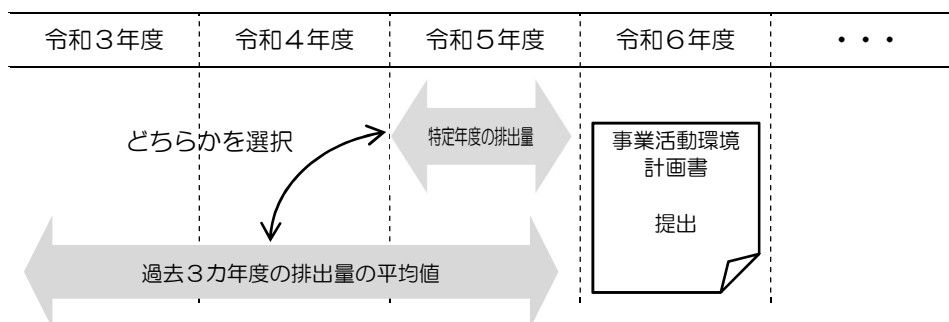 令和３年度 令和４年度 令和５年度 令和６年度 ・・・
どちらかを選択
特定年度の排出量
事業活動環境
計画書
提出
過去３カ年度の排出量の平均値